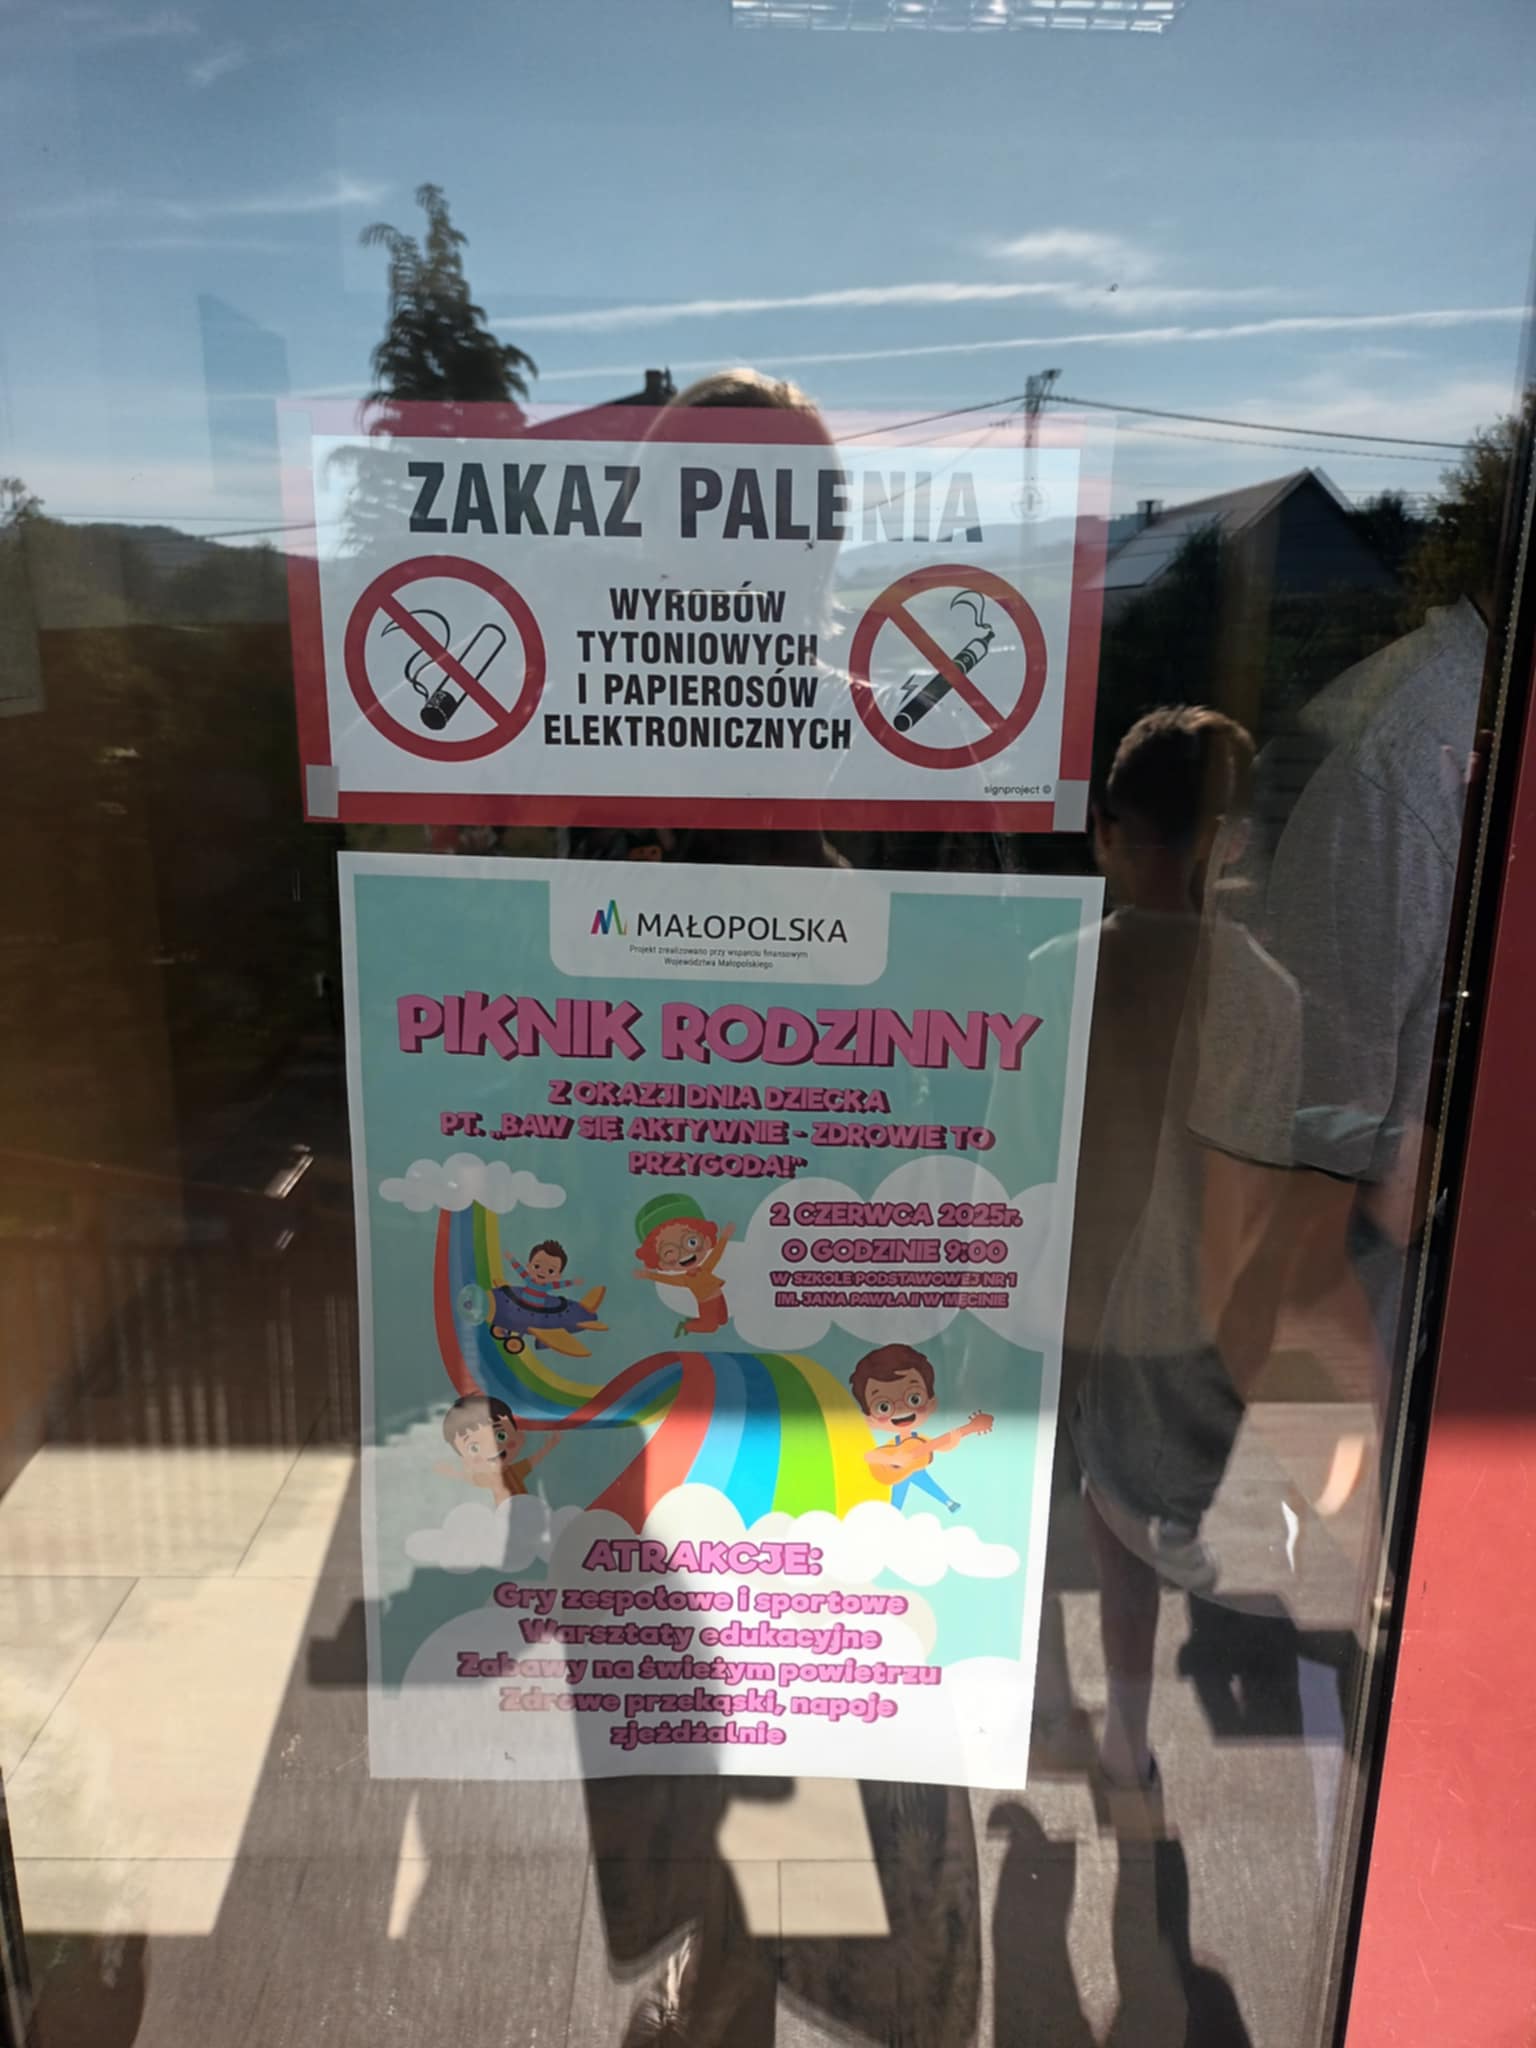 ZAKAZ PALENIA
WYROBÓW
TYTONIOWYCH
I PAPIEROSÓW
ELEKTRONICZNYCH
signproject ©
MAŁOPOLSKA
Projekt zrealizowano przy wsparciu finansowym
Województwa Małopolskiego
PIKNIK RODZINNY
Z OKAZJI DNIA DZIECKA
PT. „BAW SIĘ AKTYWNIE - ZDROWIE TO
PRZYGODA!”
2 CZERWCA 2025r.
O GODZINIE 9:00
W SZKOLE PODSTAWOWEJ NR 1
IM. JANA PAWŁA II W MĘCINIE
ATRAKCJE:
Gry zespołowe i sportowe
Warsztaty edukacyjne
Zabawy na świeżym powietrzu
Zdrowe przekąski, napoje
zjeżdżalnie